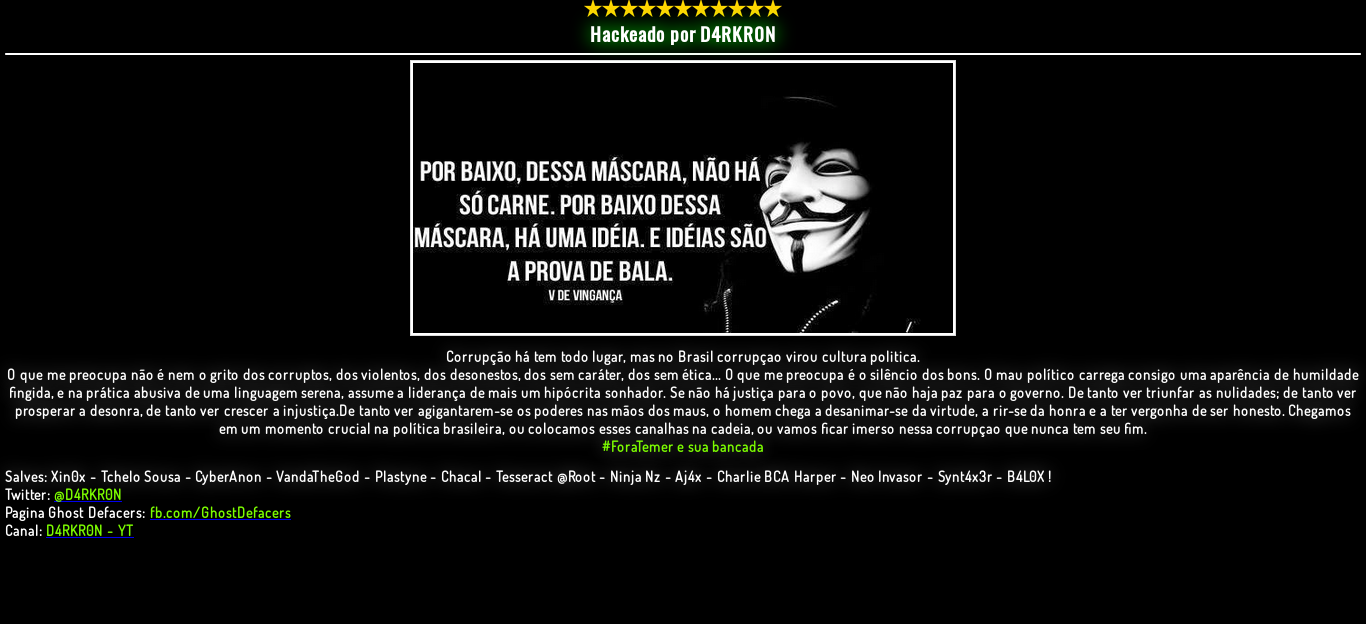 ★★★★★★★★★★★
Hackeado por D4RKR0N
POR BAIXO, DESSA MÁSCARA, NÃO HÁ
SÓ CARNE. POR BAIXO DESSA
MÁSCARA, HÁ UMA IDÉIA. E IDÉIAS SÃO
A PROVA DE BALA.
V DE VINGANÇA
Corrupção há tem todo lugar, mas no Brasil corrupçao virou cultura politica.
O que me preocupa não é nem o grito dos corruptos, dos violentos, dos desonestos, dos sem caráter, dos sem ética... O que me preocupa é o silêncio dos bons. O mau político carrega consigo uma aparência de humildade
fingida, e na prática abusiva de uma linguagem serena, assume a liderança de mais um hipócrita sonhador. Se não há justiça para o povo, que não haja paz para o governo. De tanto ver triunfar as nulidades; de tanto ver
prosperar a desonra, de tanto ver crescer a injustiça.De tanto ver agigantarem-se os poderes nas mãos dos maus, o homem chega a desanimar-se da virtude, a rir-se da honra e a ter vergonha de ser honesto. Chegamos
em um momento crucial na política brasileira, ou colocamos esses canalhas na cadeia, ou vamos ficar imerso nessa corrupçao que nunca tem seu fim.
#ForaTemer e sua bancada
Salves: Xin0x - Tchelo Sousa - CyberAnon - VandaTheGod - Plastyne - Chacal - Tesseract @Root - Ninja Nz - Aj4x - Charlie BCA Harper - Neo Invasor - Synt4x3r - B4L0X !
Twitter: @D4RKR0N
Pagina Ghost Defacers: fb.com/GhostDefacers
Canal: D4RKR0N - YT